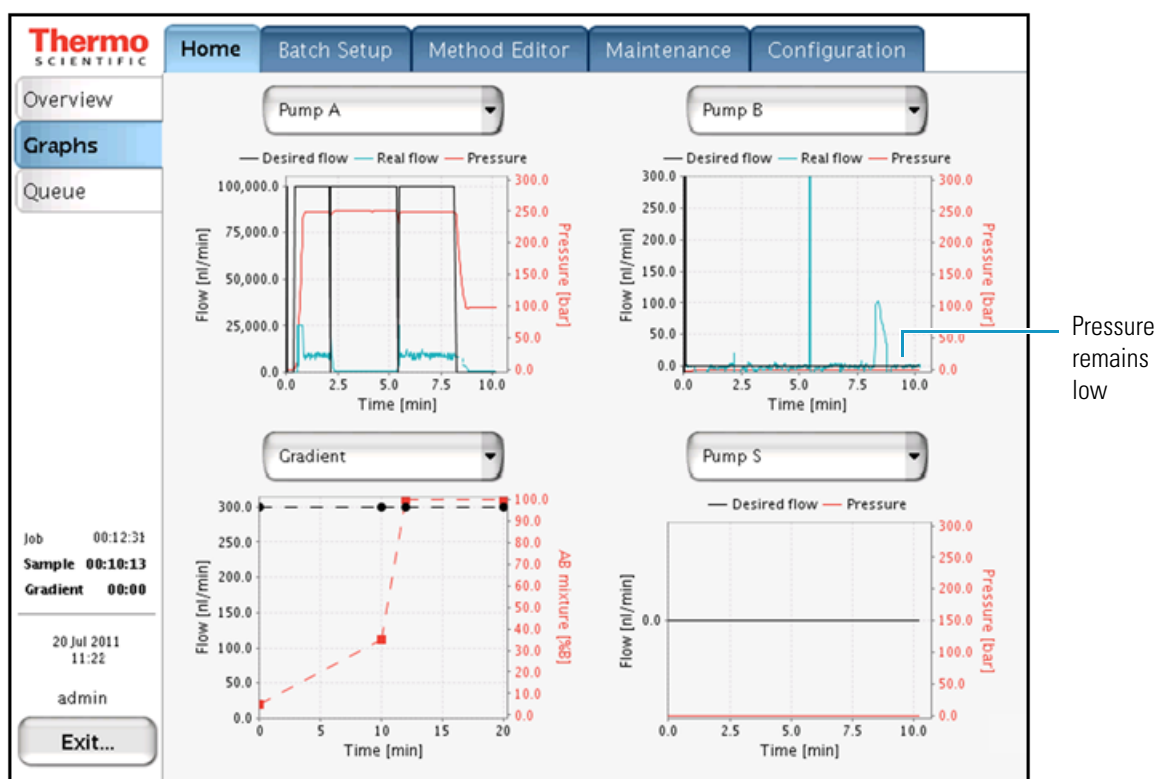 Thermo
SCIENTIFIC
Home
Batch Setup
Method Editor
Maintenance
Configuration
Overview
Graphs
Queue
Pump A
Desired flow
Real flow
Pressure
100,000.0
75,000.0
50,000.0
25,000.0
0.0
Flow [nl/min]
300.0
250.0
200.0
150.0
100.0
50.0
0.0
Pressure [bar]
0.0 2.5 5.0 7.5 10.0
Time [min]
Pump B
Desired flow
Real flow
Pressure
300.0
250.0
200.0
150.0
100.0
50.0
0.0
Flow [nl/min]
300.0
250.0
200.0
150.0
100.0
50.0
0.0
Pressure [bar]
0.0 2.5 5.0 7.5 10.0
Time [min]
Pressure
remains
low
Gradient
300.0
250.0
200.0
150.0
100.0
50.0
0.0
Flow [nl/min]
100.0
90.0
80.0
70.0
60.0
50.0
40.0
30.0
20.0
10.0
0.0
AB mixture [%B]
0 5 10 15 20
Time [min]
Pump S
Desired flow
Pressure
0.0
Flow [nl/min]
300.0
250.0
200.0
150.0
100.0
50.0
0.0
Pressure [bar]
0.0 2.5 5.0 7.5 10.0
Time [min]
Job 00:12:31
Sample 00:10:13
Gradient 00:00
20 Jul 2011
11:22
admin
Exit...